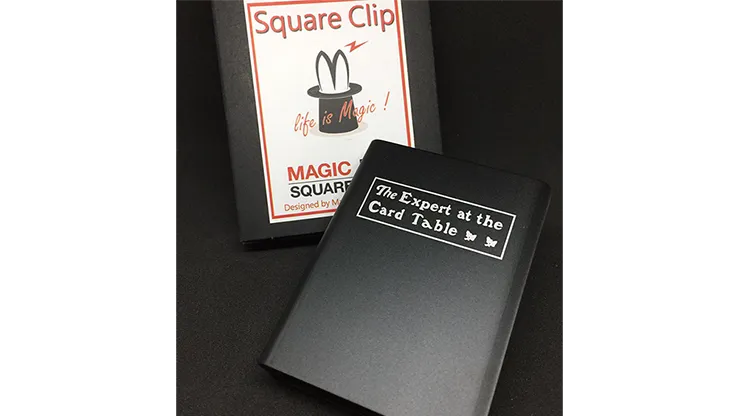 Square Clip
life is Magic !
MAGIC
SQUARE
Designed by
The Expert at the
Card Table